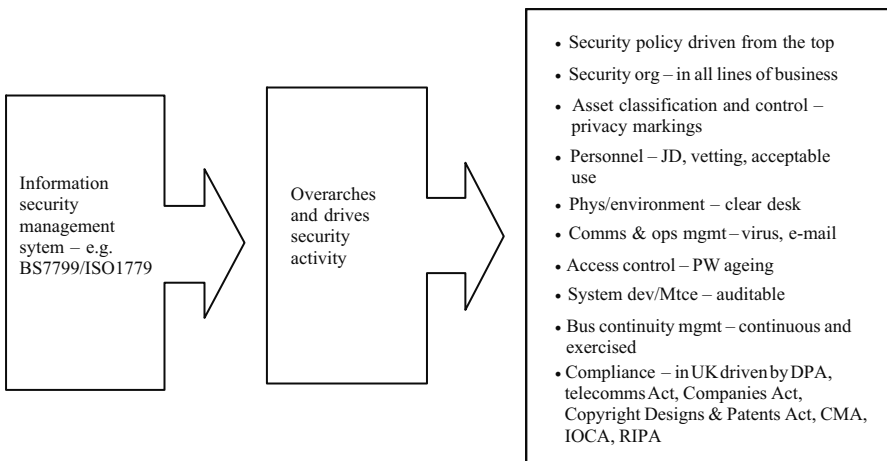 Information
security
management
sytem – e.g.
BS7799/ISO1779
Overarches
and drives
security
activity
• Security policy driven from the top
• Security org – in all lines of business
• Asset classification and control –
privacy markings
• Personnel – JD, vetting, acceptable
use
• Phys/environment – clear desk
• Comms & ops mgmt – virus, e-mail
• Access control – PW ageing
• System dev/Mtce – auditable
• Bus continuity mgmt – continuous and
exercised
• Compliance – in UK driven by DPA,
telecomms Act, Companies Act,
Copyright Designs & Patents Act, CMA,
IOCA, RIPA